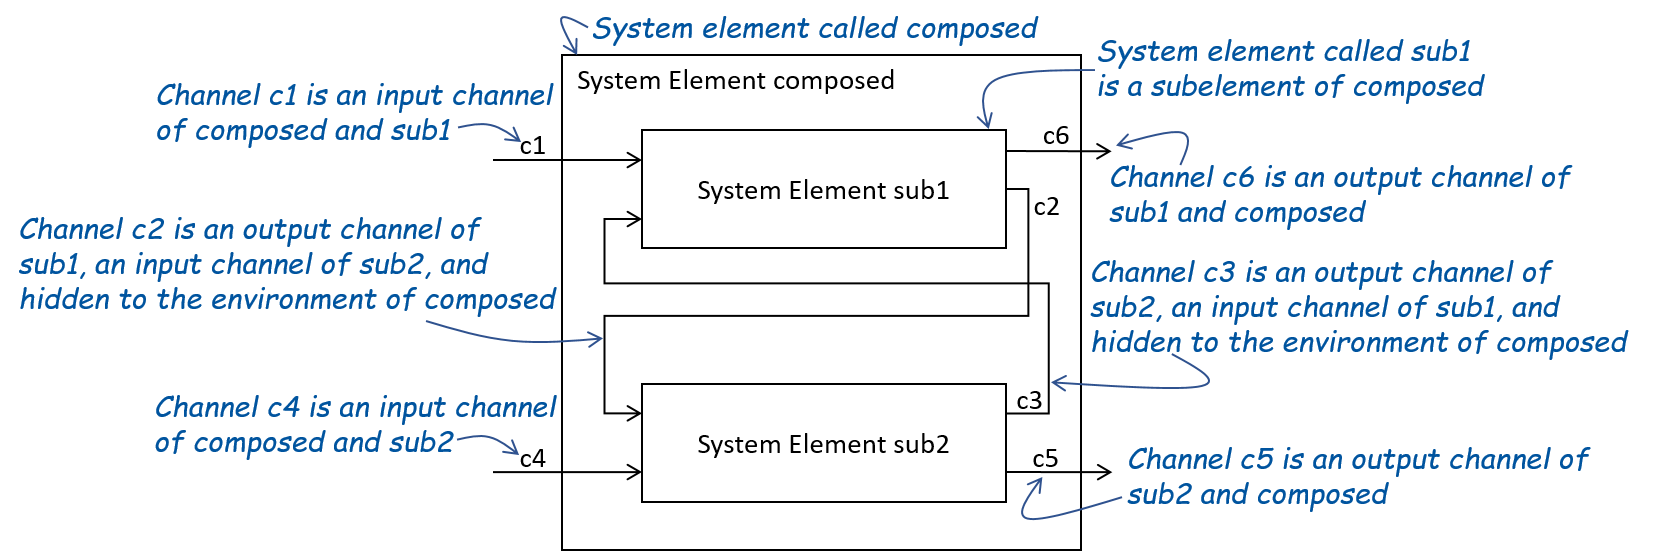 System element called composed
System Element composed
System element called sub1
is a subelement of composed
Channel c1 is an input channel
of composed and sub1
c1
c6
System Element sub1
Channel c6 is an output channel of
sub1 and composed
c2
Channel c2 is an output channel of
sub1, an input channel of sub2, and
hidden to the environment of composed
Channel c3 is an output channel of
sub2, an input channel of sub1, and
hidden to the environment of composed
Channel c4 is an input channel
of composed and sub2
c4
c3
System Element sub2
c5
Channel c5 is an output channel of
sub2 and composed